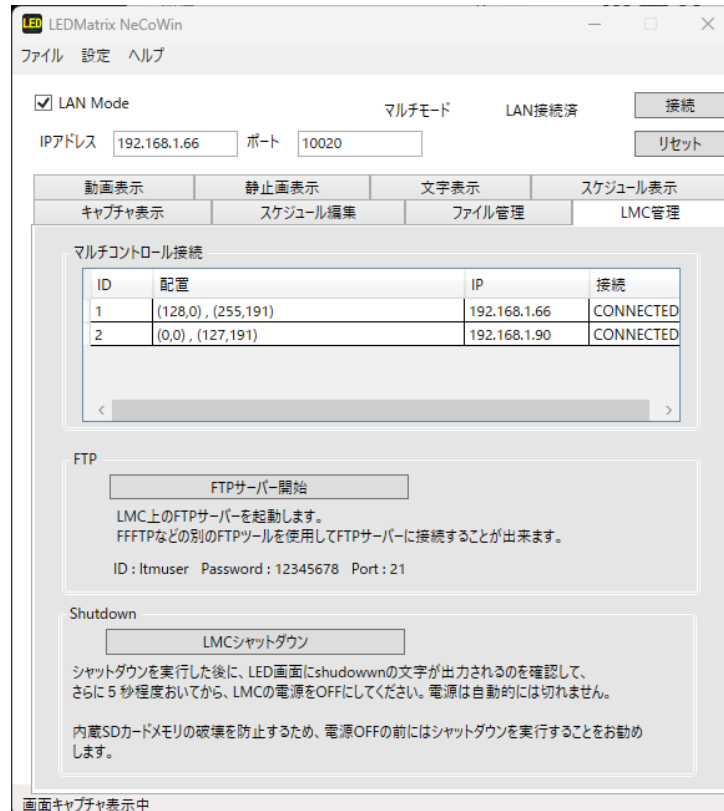 LED LEDMatrix NeCoWin
ファイル 設定 ヘルプ
LAN Mode マルチモード LAN接続済 接続
IPアドレス 192.168.1.66 ポート 10020 リセット
動画表示 静止画表示 文字表示 スケジュール表示
キャプチャ表示 スケジュール編集 ファイル管理 LMC管理
マルチコントロール接続
ID 配置 IP 接続
1 (128,0) , (255,191) 192.168.1.66 CONNECTED
2 (0,0) , (127,191) 192.168.1.90 CONNECTED
FTP
FTPサーバー開始
LMC上のFTPサーバーを起動します。
FFFTPなどの別のFTPツールを使用してFTPサーバーに接続することが出来ます。
ID : ltmuser Password : 12345678 Port : 21
Shutdown
LMCシャットダウン
シャットダウンを実行した後に、LED画面にshudowwnの文字が出力されるのを確認して、
さらに５秒程度おいてから、LMCの電源をOFFにしてください。電源は自動的には切れません。
内蔵SDカードメモリの破壊を防止するため、電源OFFの前にはシャットダウンを実行することをお勧め
します。
画面キャプチャ表示中